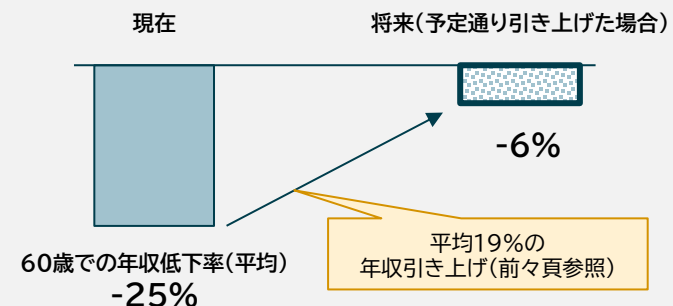 現在
将来(予定通り引き上げた場合)
-6%
平均19%の
年収引き上げ(前々頁参照)
60歳での年収低下率(平均)
-25%